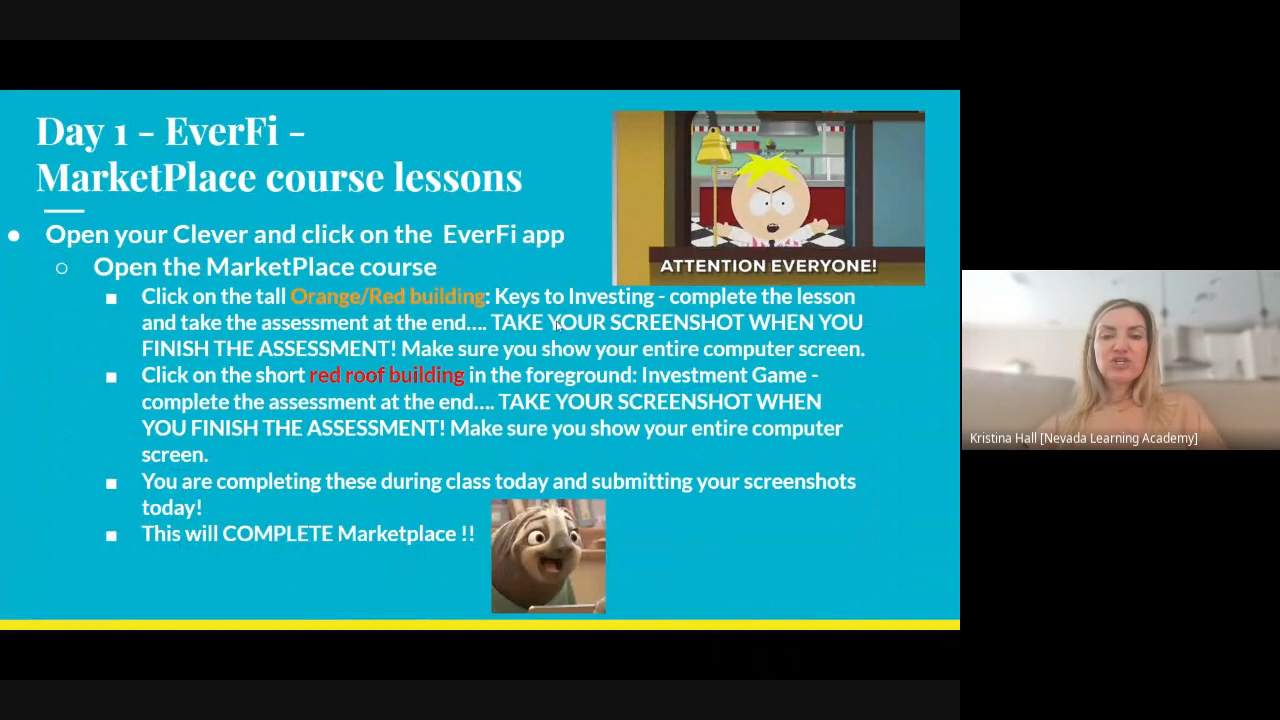 Day 1 - EverFi -
MarketPlace course lessons
ATTENTION EVERYONE!
● Open your Clever and click on the EverFi app
○ Open the MarketPlace course
■ Click on the tall Orange/Red building: Keys to Investing - complete the lesson
and take the assessment at the end.... TAKE YOUR SCREENSHOT WHEN YOU
FINISH THE ASSESSMENT! Make sure you show your entire computer screen.
■ Click on the short red roof building in the foreground: Investment Game -
complete the assessment at the end.... TAKE YOUR SCREENSHOT WHEN
YOU FINISH THE ASSESSMENT! Make sure you show your entire computer
screen.
■ You are completing these during class today and submitting your screenshots
today!
■ This will COMPLETE Marketplace !!
Kristina Hall [Nevada Learning Academy]